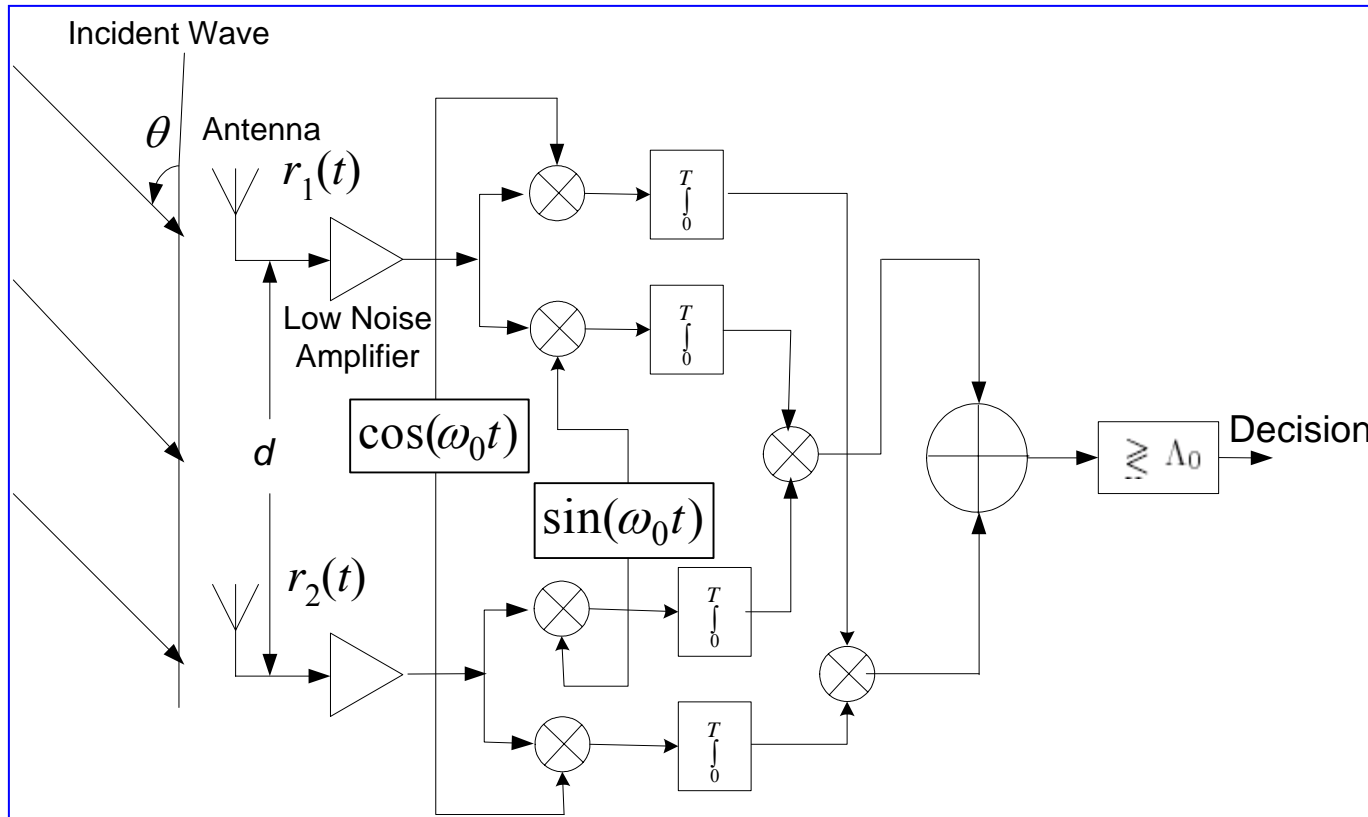 Incident Wave
θ
Antenna
r₁(t)
T
∫
0
T
∫
0
Low Noise
Amplifier
cos(ω₀t)
d
sin(ω₀t)
≷ Λ₀
Decision
r₂(t)
T
∫
0
T
∫
0